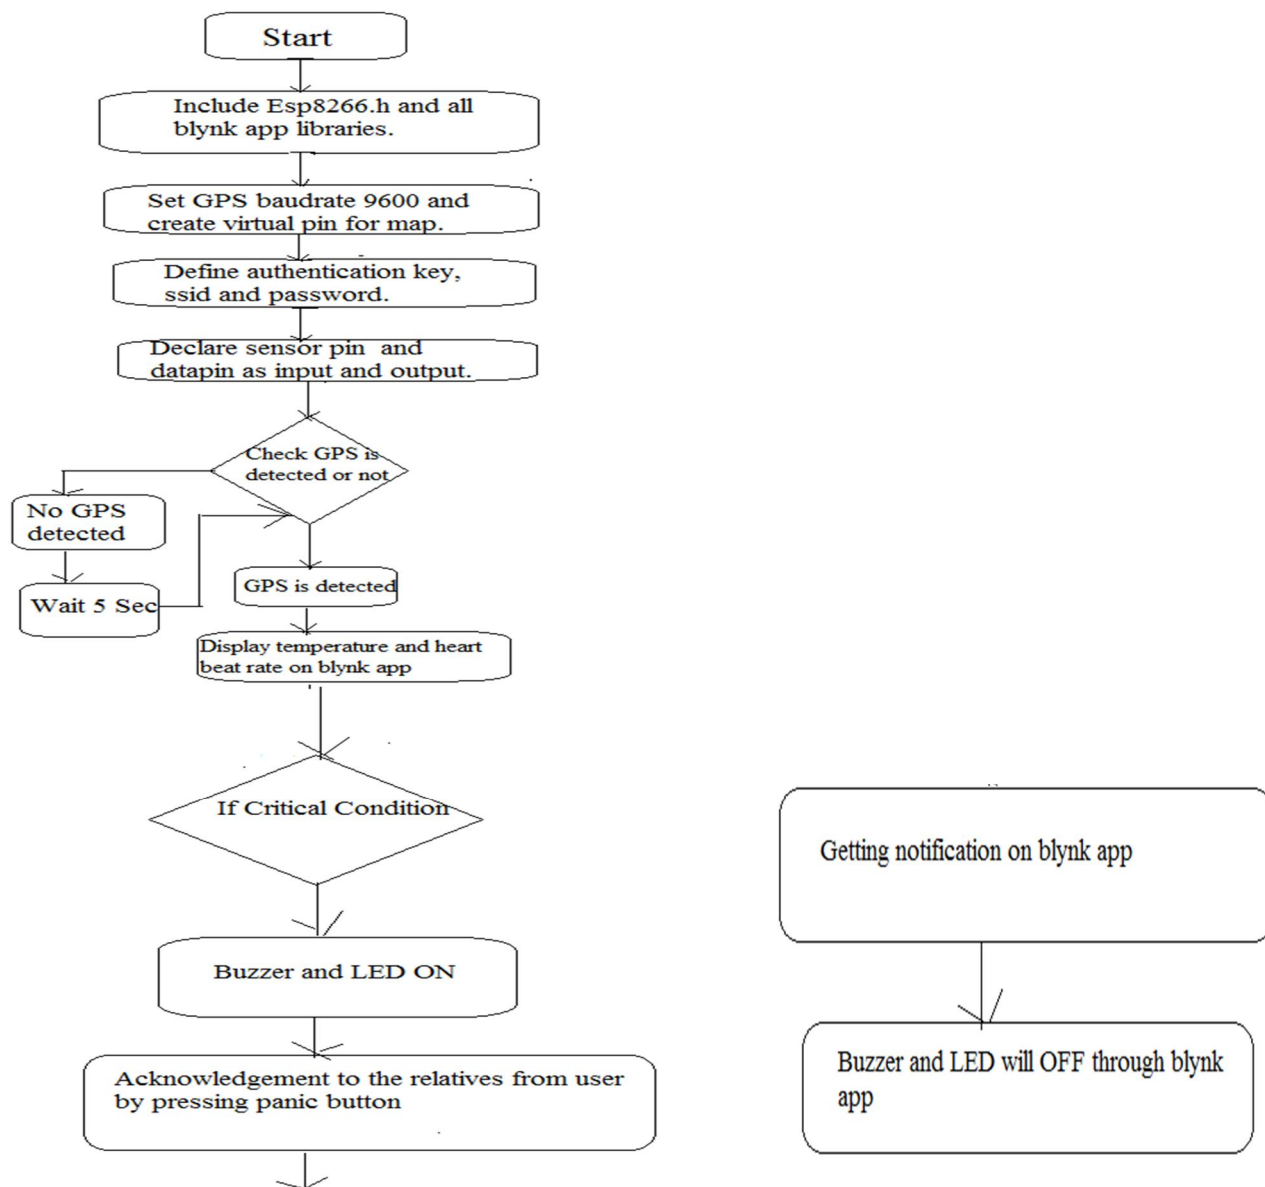 Start
Include Esp8266.h and all
blynk app libraries.
Set GPS baudrate 9600 and
create virtual pin for map.
Define authentication key,
ssid and password.
Declare sensor pin and
datapin as input and output.
Check GPS is
detected or not
No GPS
detected
Wait 5 Sec
GPS is detected
Display temperature and heart
beat rate on blynk app
If Critical Condition
Buzzer and LED ON
Acknowledgement to the relatives from user
by pressing panic button
Getting notification on blynk app
Buzzer and LED will OFF through blynk
app